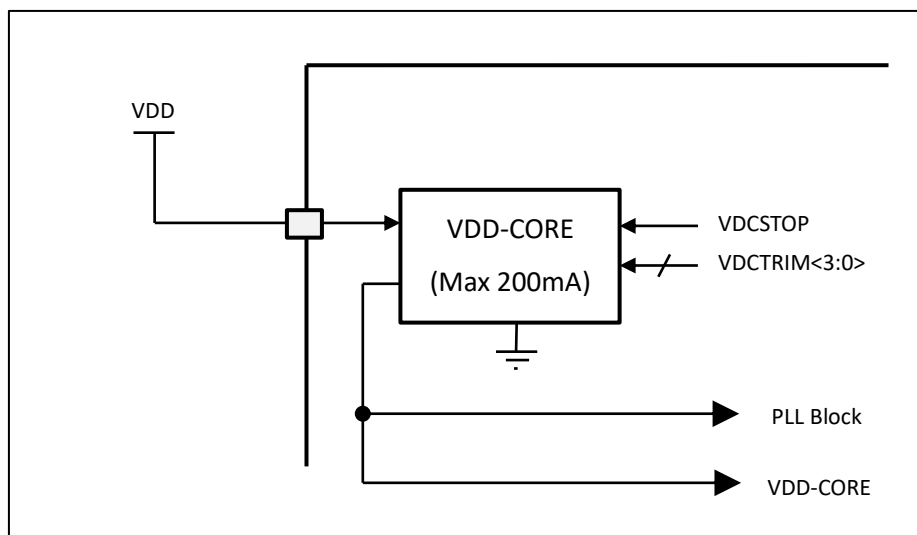 VDD
VDD-CORE
(Max 200mA)
VDCSTOP
VDCTRIM<3:0>
PLL Block
VDD-CORE